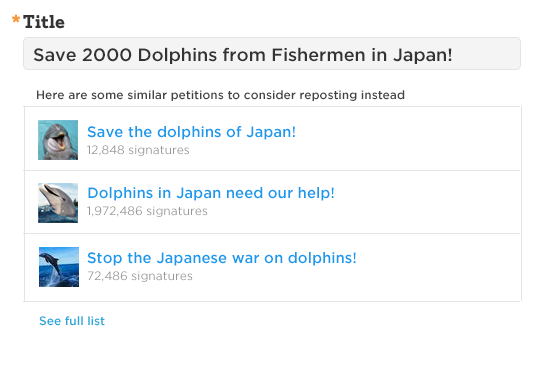 * Title
Save 2000 Dolphins from Fishermen in Japan!
Here are some similar petitions to consider reposting instead
Save the dolphins of Japan!
12,848 signatures
Dolphins in Japan need our help!
1,972,486 signatures
Stop the Japanese war on dolphins!
72,486 signatures
See full list